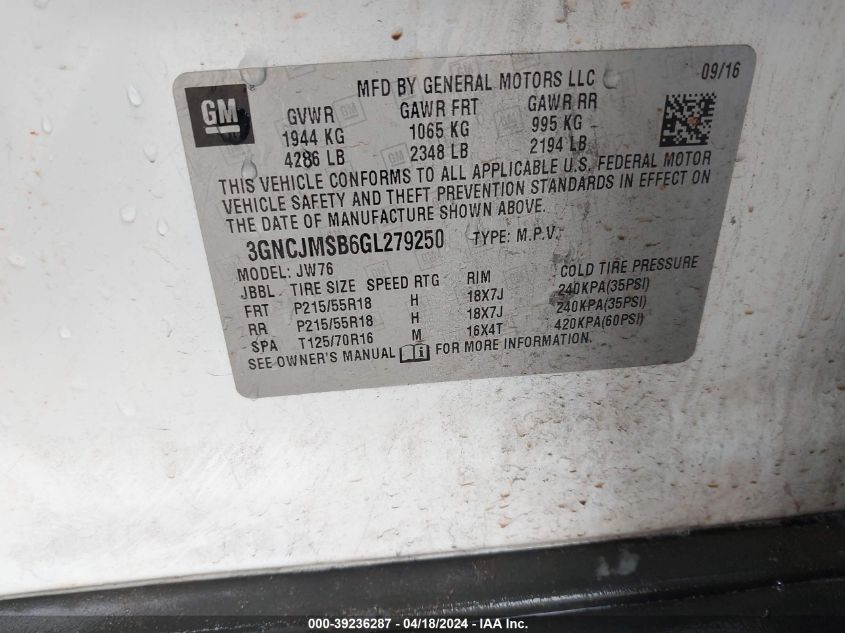 GM
MFD BY GENERAL MOTORS LLC 09/16
GVWR GAWR FRT GAWR RR
1944 KG 1065 KG 995 KG
4286 LB 2348 LB 2194 LB
THIS VEHICLE CONFORMS TO ALL APPLICABLE U.S. FEDERAL MOTOR
VEHICLE SAFETY AND THEFT PREVENTION STANDARDS IN EFFECT ON
THE DATE OF MANUFACTURE SHOWN ABOVE.
3GNCJMSB6GL279250 TYPE: M.P.V.
MODEL: JW76
JBBL TIRE SIZE SPEED RTG RIM COLD TIRE PRESSURE
FRT P215/55R18 H 18X7J 240KPA(35PSI)
RR P215/55R18 H 18X7J 240KPA(35PSI)
SPA T125/70R16 M 16X4T 420KPA(60PSI)
SEE OWNER'S MANUAL FOR MORE INFORMATION.
000-39236287 - 04/18/2024 - IAA Inc.